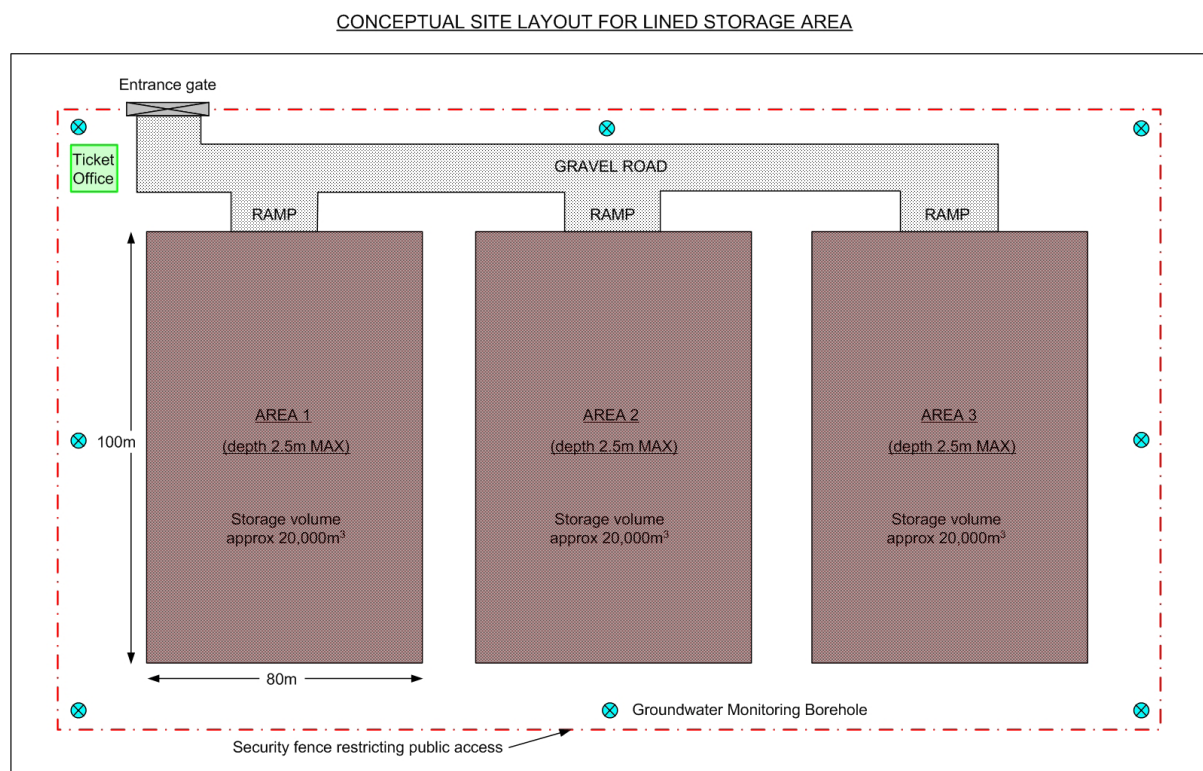 CONCEPTUAL SITE LAYOUT FOR LINED STORAGE AREA
Entrance gate
Ticket
Office
GRAVEL ROAD
RAMP
RAMP
RAMP
100m
AREA 1
(depth 2.5m MAX)
Storage volume
approx 20,000m³
AREA 2
(depth 2.5m MAX)
Storage volume
approx 20,000m³
AREA 3
(depth 2.5m MAX)
Storage volume
approx 20,000m³
80m
Groundwater Monitoring Borehole
Security fence restricting public access